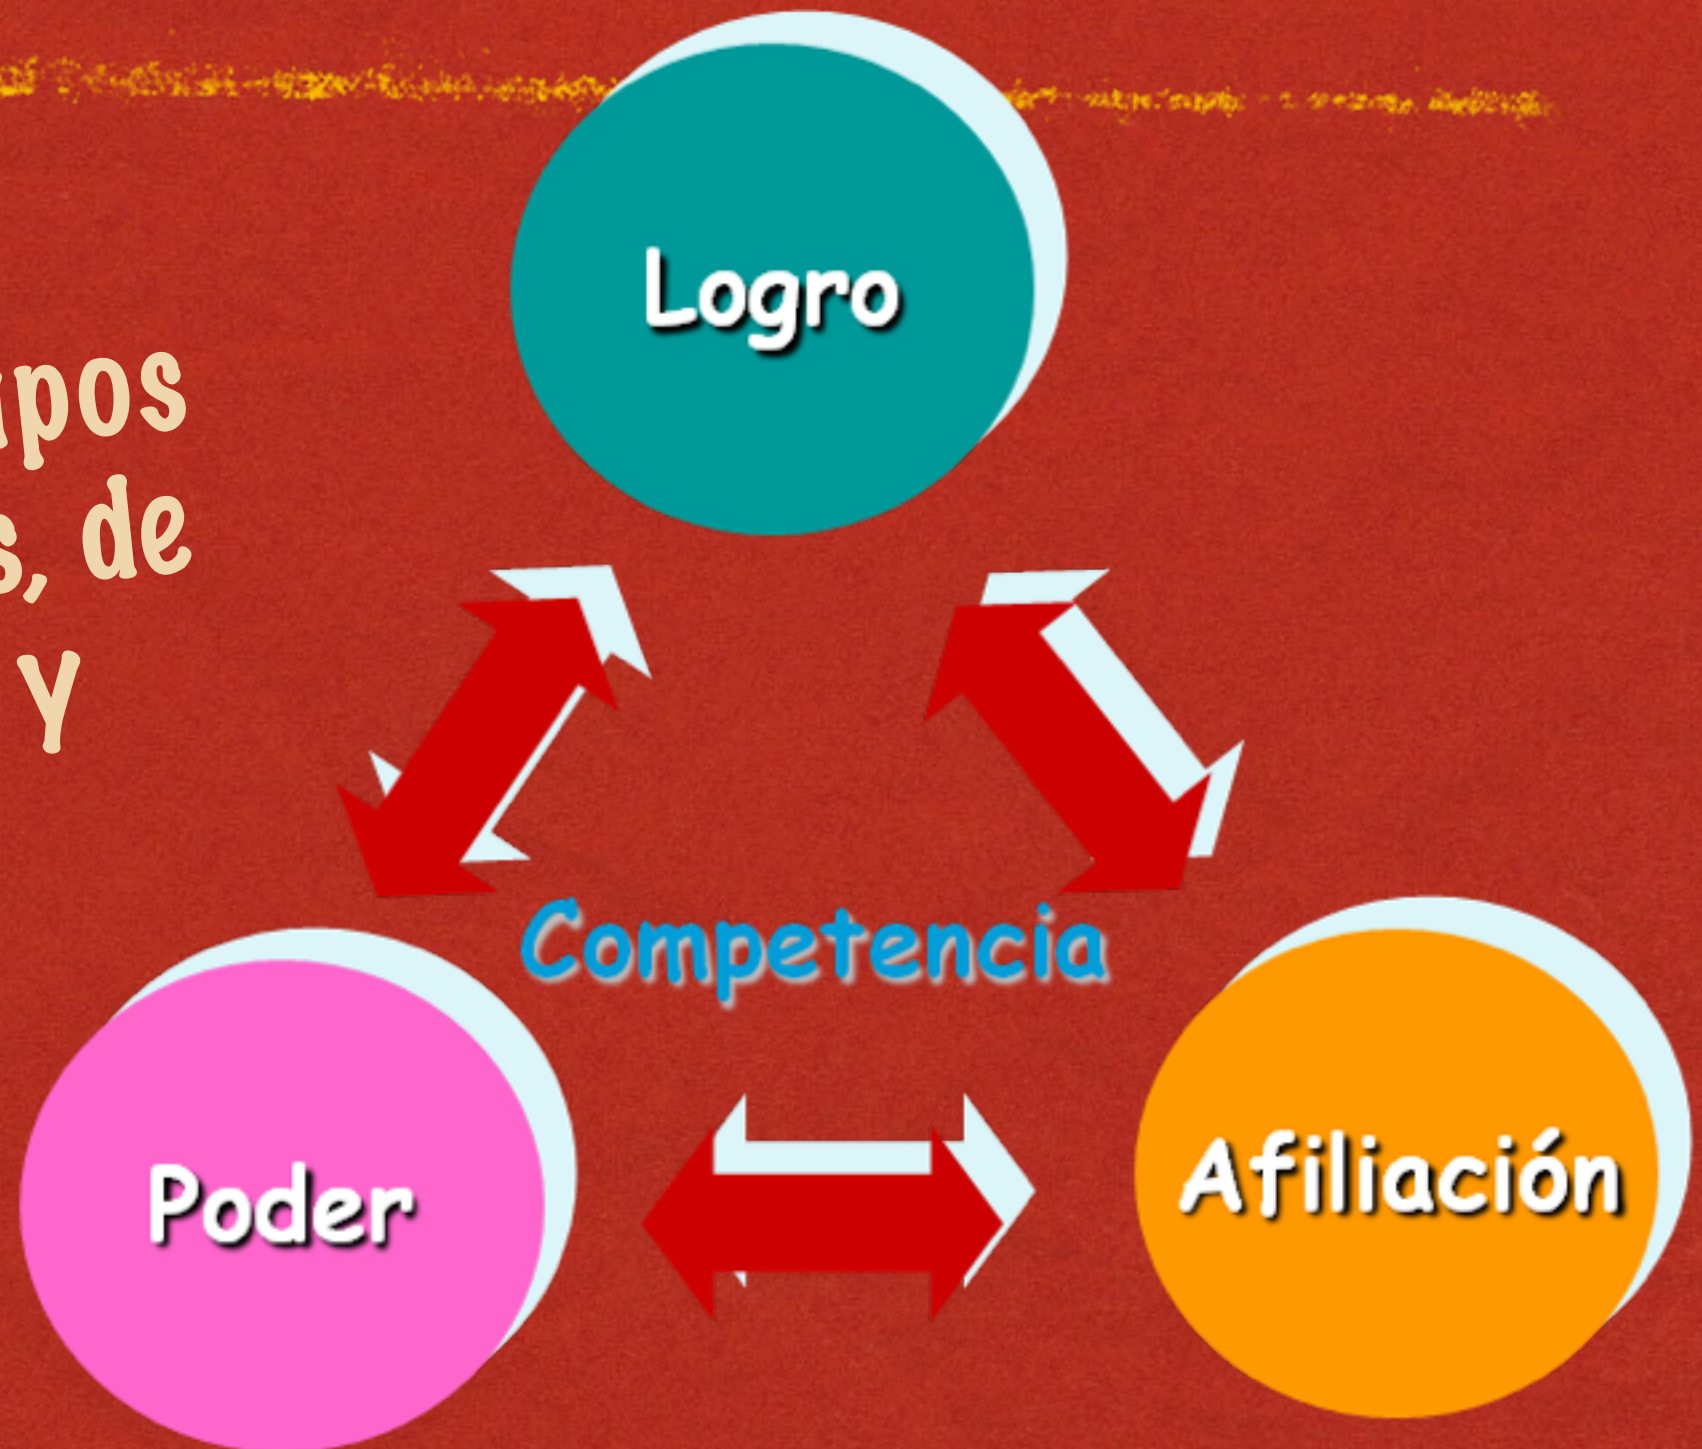 Logro
pos
s, de
y
Competencia
Poder
Afiliación